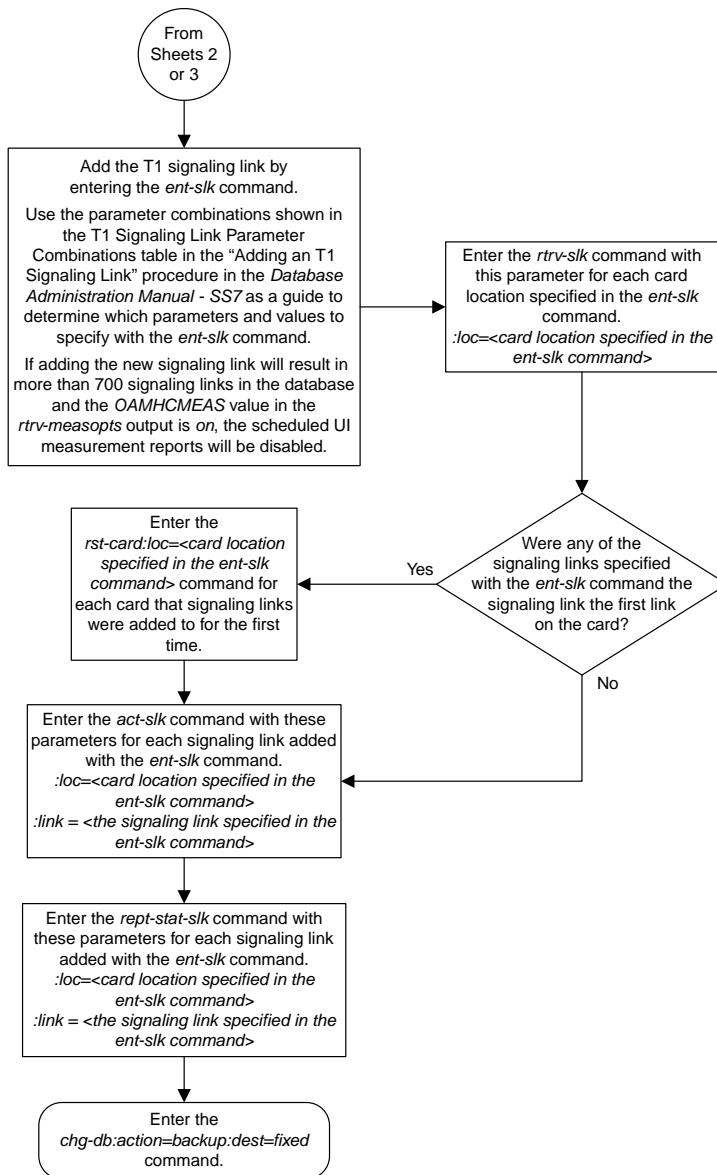 From
Sheets 2
or 3
Add the T1 signaling link by
entering the ent-slk command.
Use the parameter combinations shown in
the T1 Signaling Link Parameter
Combinations table in the “Adding an T1
Signaling Link” procedure in the Database
Administration Manual - SS7 as a guide to
determine which parameters and values to
specify with the ent-slk command.
If adding the new signaling link will result in
more than 700 signaling links in the database
and the OAMHCMEAS value in the
rtrv-measopts output is on, the scheduled UI
measurement reports will be disabled.
Enter the rtrv-slk command with
this parameter for each card
location specified in the ent-slk
command.
:loc=<card location specified in the
ent-slk command>
Were any of the
signaling links specified
with the ent-slk command the
signaling link the first link
on the card?
Yes
No
Enter the
rst-card:loc=<card location
specified in the ent-slk
command> command for
each card that signaling links
were added to for the first
time.
Enter the act-slk command with these
parameters for each signaling link added
with the ent-slk command.
:loc=<card location specified in the
ent-slk command>
:link = <the signaling link specified in the
ent-slk command>
Enter the rept-stat-slk command with
these parameters for each signaling link
added with the ent-slk command.
:loc=<card location specified in the
ent-slk command>
:link = <the signaling link specified in the
ent-slk command>
Enter the
chg-db:action=backup:dest=fixed
command.